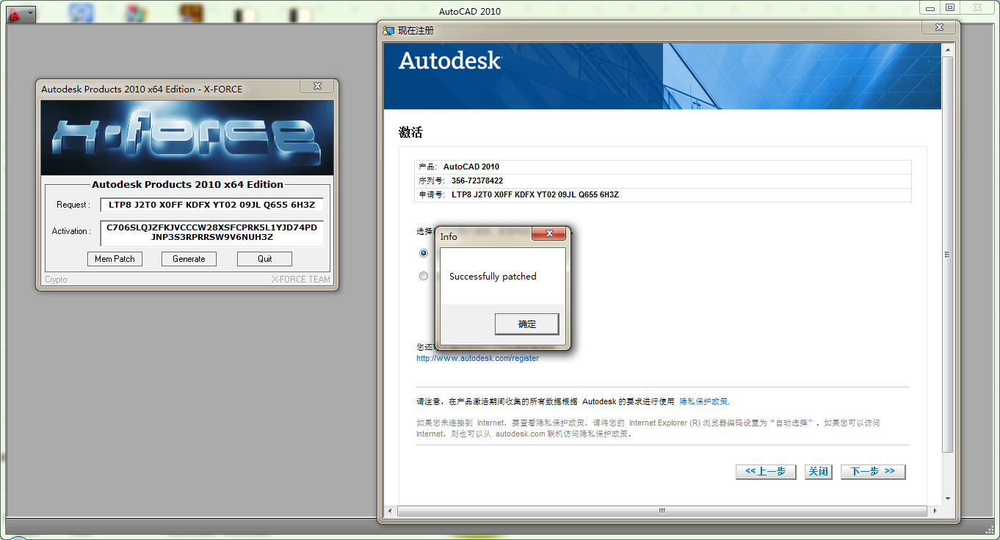 AutoCAD 2010
Autodesk Products 2010 x64 Edition - X-FORCE
x-force
Autodesk Products 2010 x64 Edition
Request :
LTP8 J2T0 X0FF KDFX YT02 09JL Q655 6H3Z
Activation :
C706SLQJZFKJVCCCW28XSFCPRK5L1YJD74PD
JNP3S3RPRRSW9V6NUH3Z
Mem Patch
Generate
Quit
Crypto
X-FORCE TEAM
现在注册
Autodesk
激活
产品: AutoCAD 2010
序列号: 356-72378422
申请号: LTP8 J2T0 X0FF KDFX YT02 09JL Q655 6H3Z
选择
Info
Successfully patched
确定
您还
http://www.autodesk.com/register
请注意，在产品激活期间收集的所有数据根据 Autodesk 的要求进行使用 隐私保护政策.
如果您未连接到 Internet，要查看隐私保护政策，请将您的 Internet Explorer (R) 浏览器编码设置为“自动选择”。如果您可以访问
Internet，则也可以从 autodesk.com 联机访问隐私保护政策。
<< 上一步
关闭
下一步 >>